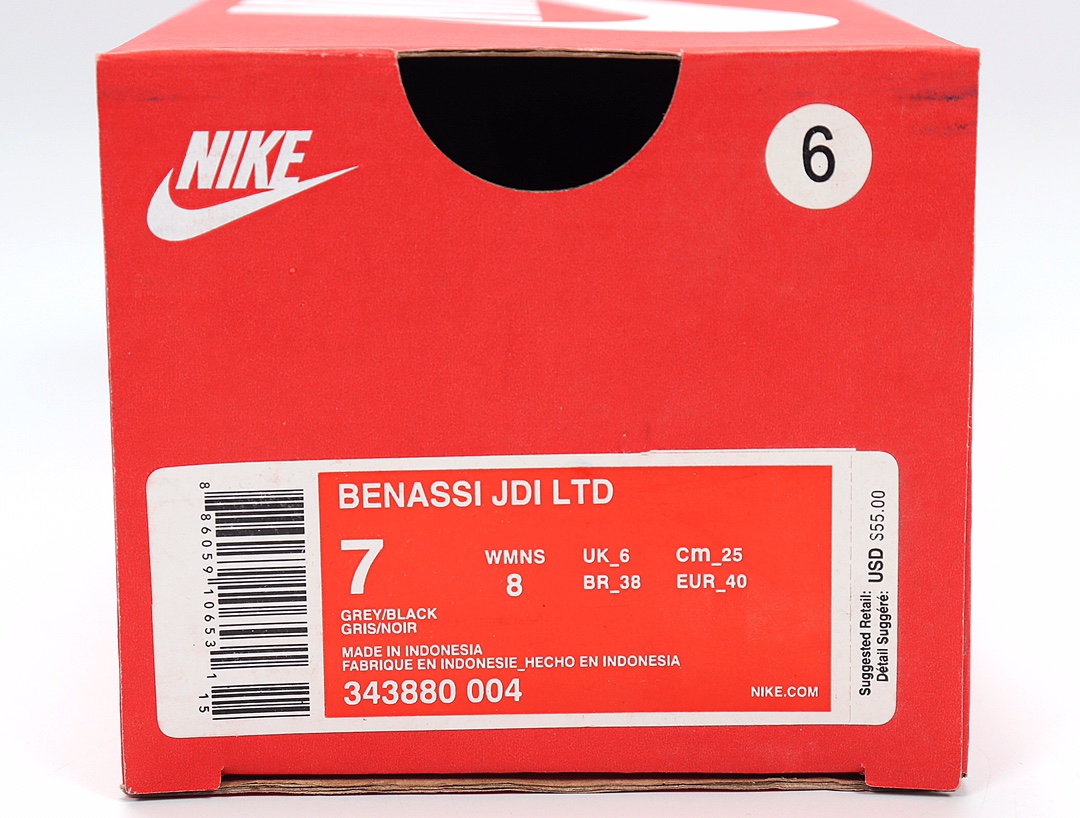 NIKE
6
BENASSI JDI LTD
7
WMNS
8
UK_6
BR_38
cm_25
EUR_40
GREY/BLACK
GRIS/NOIR
MADE IN INDONESIA
FABRIQUE EN INDONESIE_HECHO EN INDONESIA
343880 004
NIKE.COM
8 86059 10653 1 15
Suggested Retail:
Détail Suggéré: USD $55.00